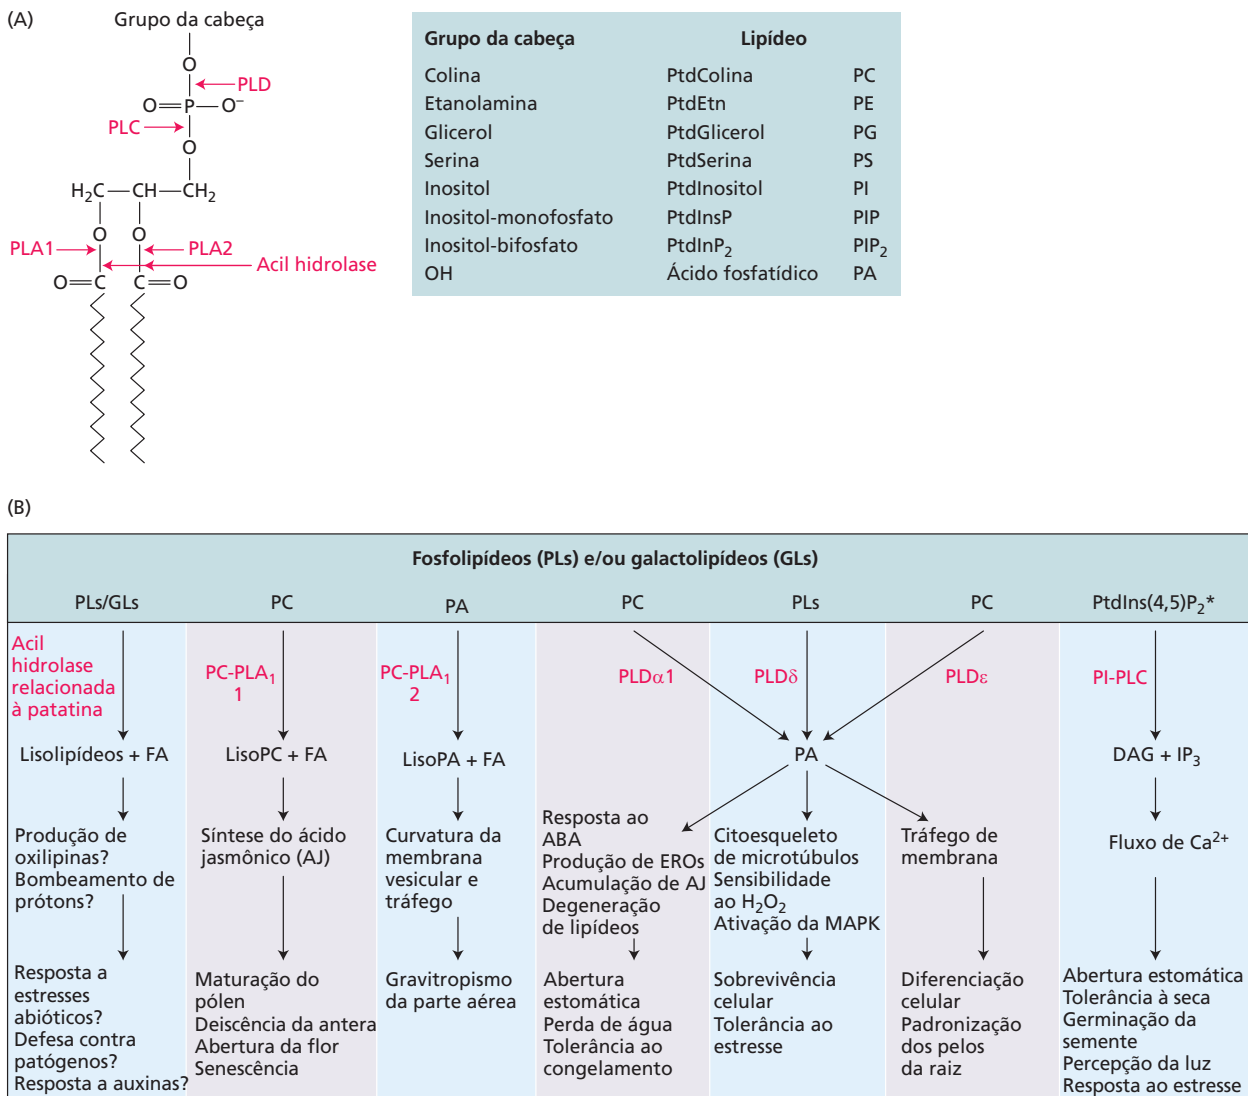 (A)
Grupo da cabeça
O
PLD
O=P—O⁻
PLC
O
H₂C—CH—CH₂
O O
PLA1 PLA2
Acil hidrolase
O=C C=O
Grupo da cabeça Lipídeo
Colina PtdColina PC
Etanolamina PtdEtn PE
Glicerol PtdGlicerol PG
Serina PtdSerina PS
Inositol PtdInositol PI
Inositol-monofosfato PtdInsP PIP
Inositol-bifosfato PtdInP₂ PIP₂
OH Ácido fosfatídico PA
(B)
Fosfolipídeos (PLs) e/ou galactolipídeos (GLs)
PLs/GLs
Acil
hidrolase
relacionada
à patatina
Lisolipídeos + FA
Produção de
oxilipinas?
Bombeamento de
prótons?
Resposta a
estresses
abióticos?
Defesa contra
patógenos?
Resposta a auxinas?
PC
PC-PLA₁
1
LisoPC + FA
Síntese do ácido
jasmônico (AJ)
Maturação do
pólen
Deiscência da antera
Abertura da flor
Senescência
PA
PC-PLA₁
2
LisoPA + FA
Curvatura da
membrana
vesicular e
tráfego
Gravitropismo
da parte aérea
PC
PLDα1
PLs
PLDδ
PC
PLDε
PA
Resposta ao
ABA
Produção de EROs
Acumulação de AJ
Degeneração
de lipídeos
Abertura
estomática
Perda de água
Tolerância ao
congelamento
Citoesqueleto
de microtúbulos
Sensibilidade
ao H₂O₂
Ativação da MAPK
Sobrevivência
celular
Tolerância ao
estresse
Tráfego de
membrana
Diferenciação
celular
Padronização
dos pelos
da raiz
PtdIns(4,5)P₂*
PI-PLC
DAG + IP₃
Fluxo de Ca²⁺
Abertura estomática
Tolerância à seca
Germinação da
semente
Percepção da luz
Resposta ao estresse